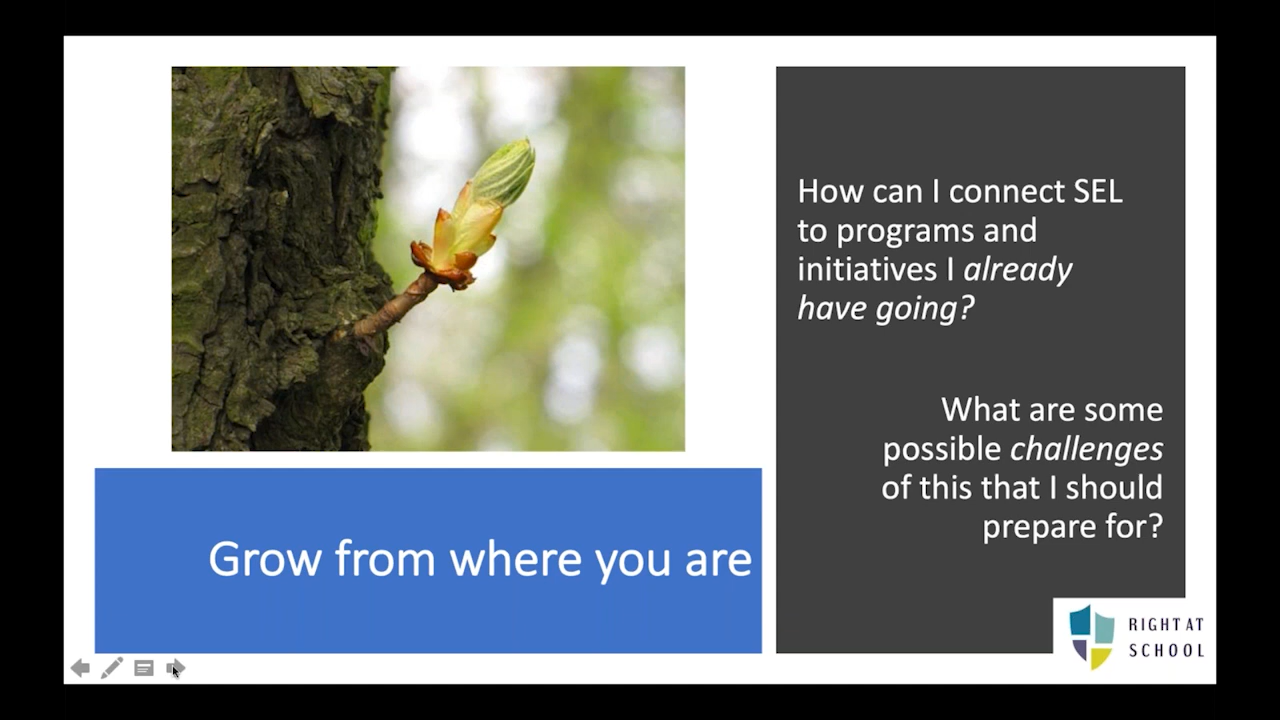 How can I connect SEL
to programs and
initiatives I already
have going?
What are some
possible challenges
of this that I should
prepare for?
Grow from where you are
RIGHT AT
SCHOOL